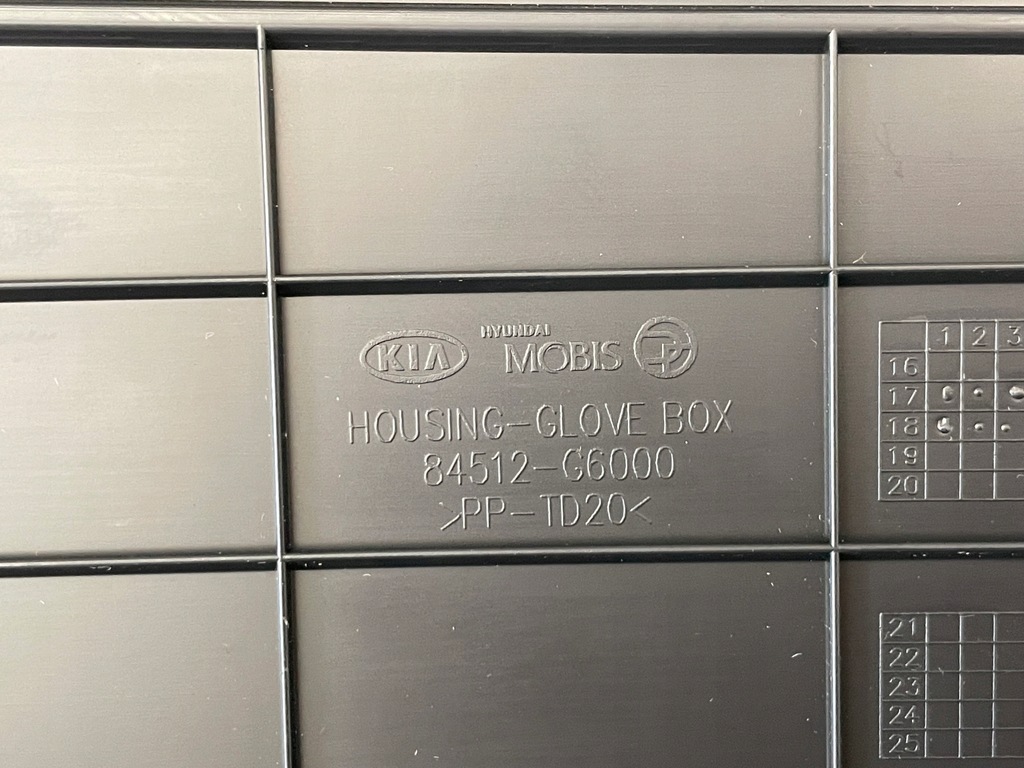 KIA HYUNDAI MOBIS
HOUSING-GLOVE BOX
84512-G6000
>PP-TD20<
1 2 3
16
17
18
19
20
21
22
23
24
25